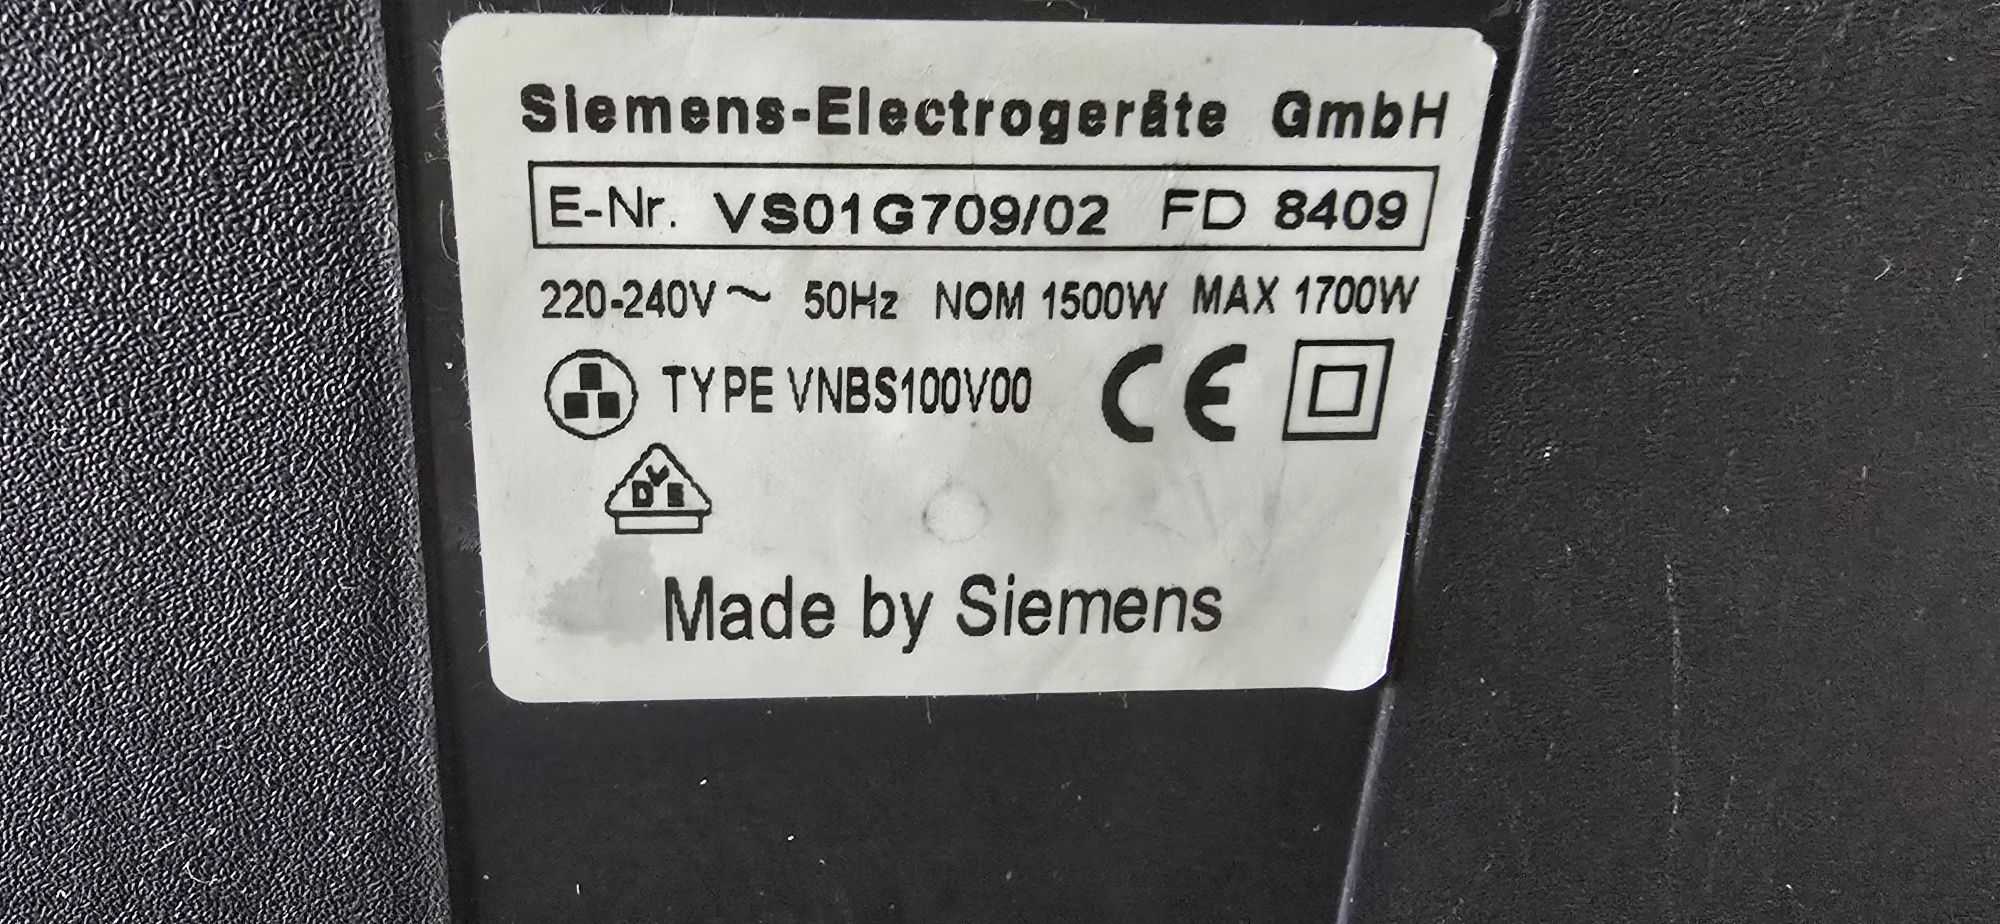 Siemens-Electrogeräte GmbH
E-Nr. VS01G709/02 FD 8409
220-240V ~ 50Hz NOM 1500W MAX 1700W
TYPE VNBS100V00 CE
DVE
Made by Siemens